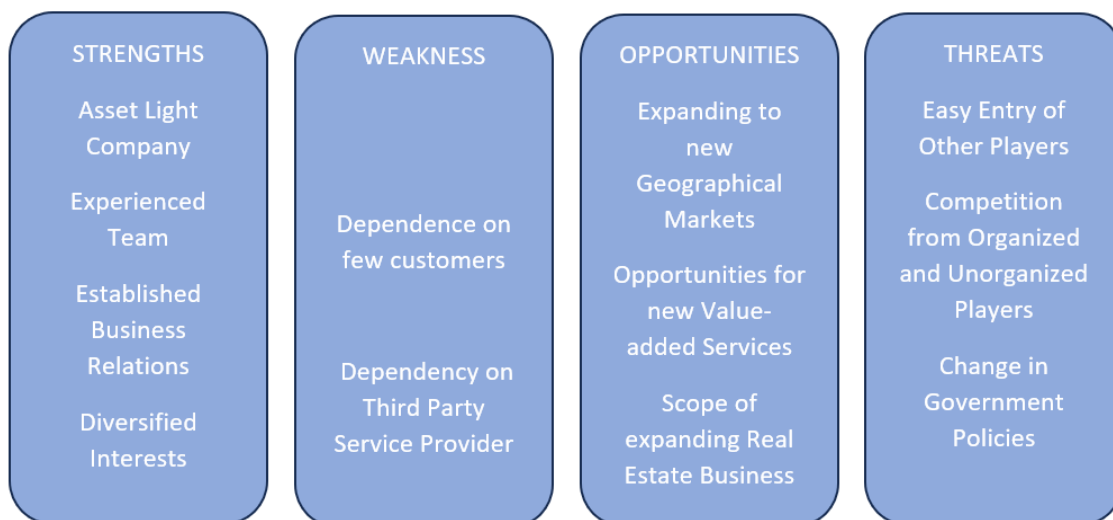 STRENGTHS
Asset Light
Company
Experienced
Team
Established
Business
Relations
Diversified
Interests
WEAKNESS
Dependence on
few customers
Dependency on
Third Party
Service Provider
OPPORTUNITIES
Expanding to
new
Geographical
Markets
Opportunities for
new Value-
added Services
Scope of
expanding Real
Estate Business
THREATS
Easy Entry of
Other Players
Competition
from Organized
and Unorganized
Players
Change in
Government
Policies